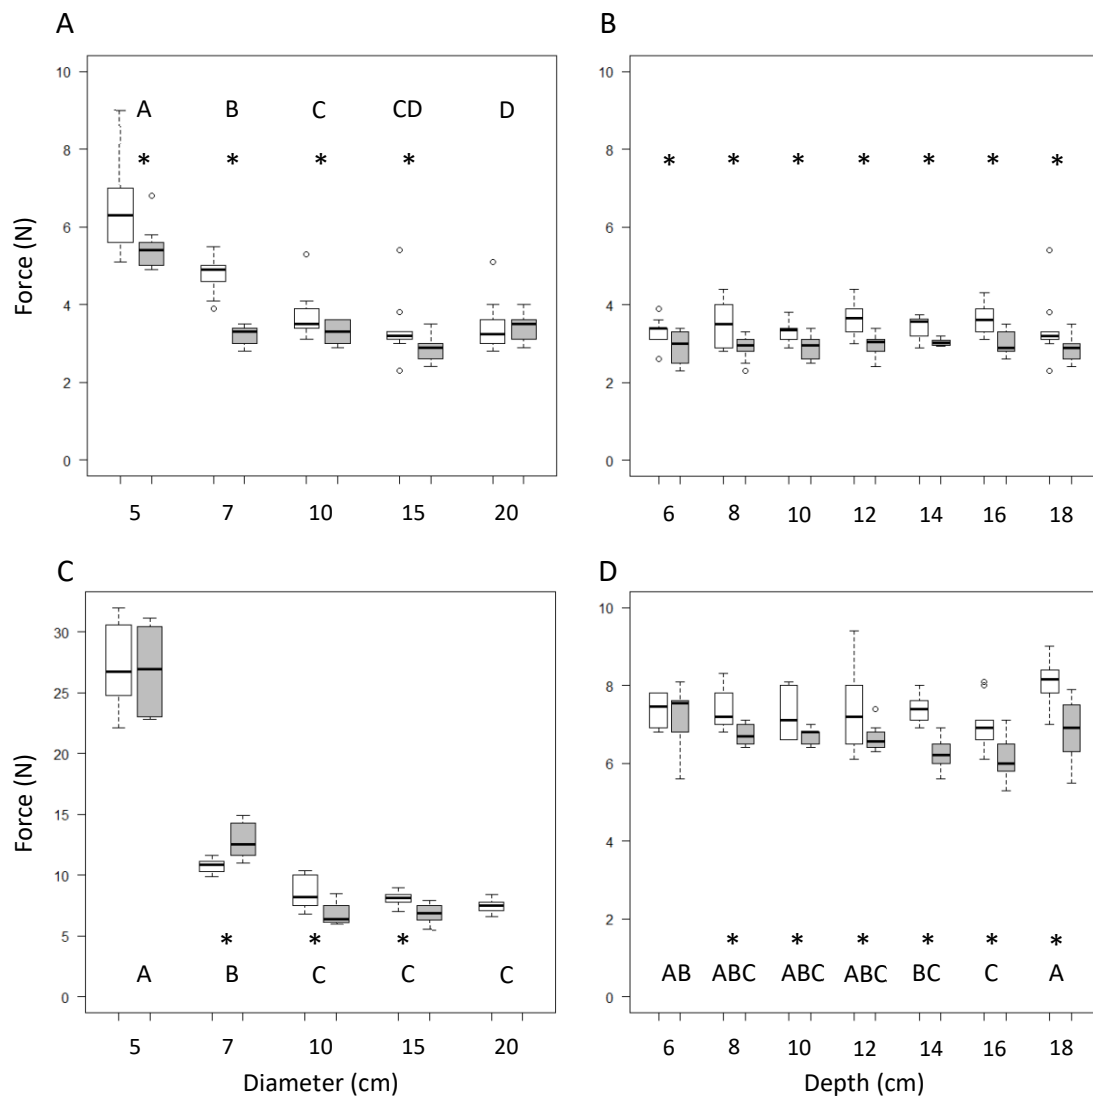 A
B
10
8
6
4
2
0
Force (N)
A B C CD D
* * * *
5 7 10 15 20
10
8
6
4
2
0
* * * * * * *
6 8 10 12 14 16 18
C
D
30
25
20
15
10
5
0
Force (N)
* * *
A B C C C
5 7 10 15 20
Diameter (cm)
10
8
6
4
2
0
* * * * * *
AB ABC ABC ABC BC C A
6 8 10 12 14 16 18
Depth (cm)